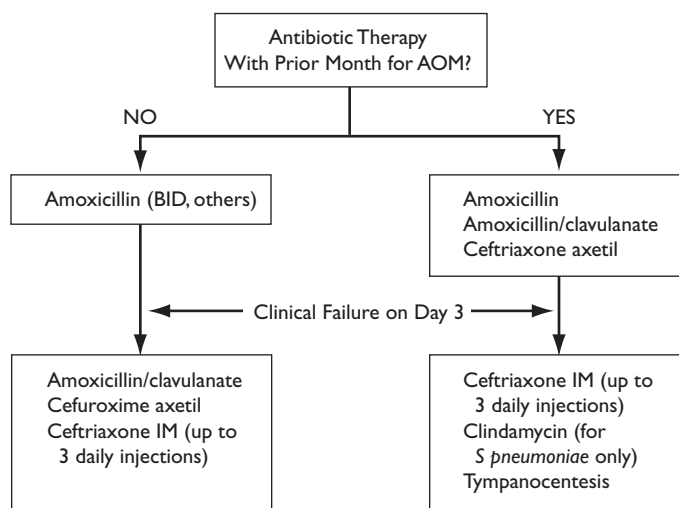 Antibiotic Therapy
With Prior Month for AOM?
NO
YES
Amoxicillin (BID, others)
Amoxicillin
Amoxicillin/clavulanate
Ceftriaxone axetil
Clinical Failure on Day 3
Amoxicillin/clavulanate
Cefuroxime axetil
Ceftriaxone IM (up to
3 daily injections)
Ceftriaxone IM (up to
3 daily injections)
Clindamycin (for
S pneumoniae only)
Tympanocentesis